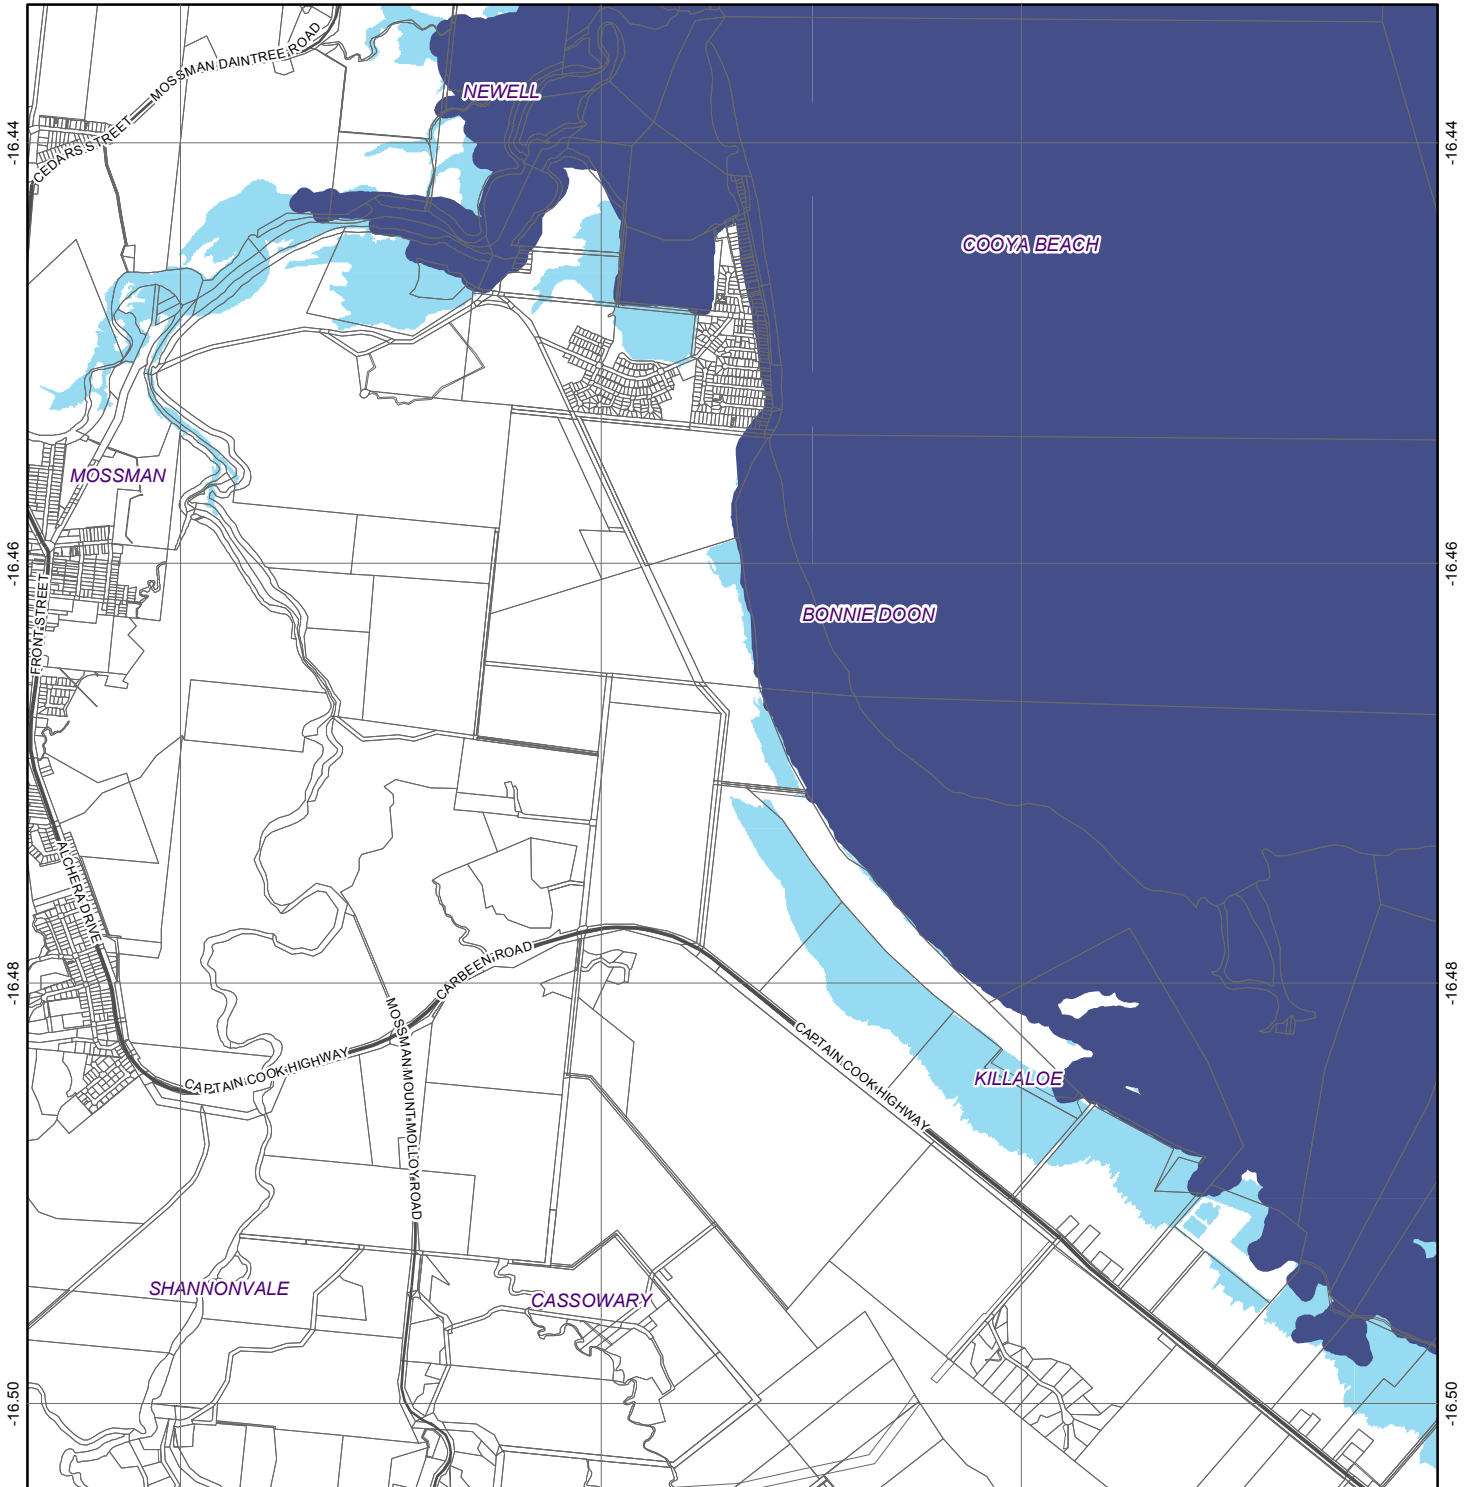 MOSSMAN DAINTREE ROAD
NEWELL
CEDARS STREET
-16.44
-16.44
COOYA BEACH
MOSSMAN
-16.46
-16.46
FRONT STREET
BONNIE DOON
ALCHERA DRIVE
CARBEEN ROAD
-16.48
-16.48
MOSSMAN MOUNT MOLLOY ROAD
CAPTAIN COOK HIGHWAY
CAPTAIN COOK HIGHWAY
KILLALOE
SHANNONVALE
CASSOWARY
-16.50
-16.50